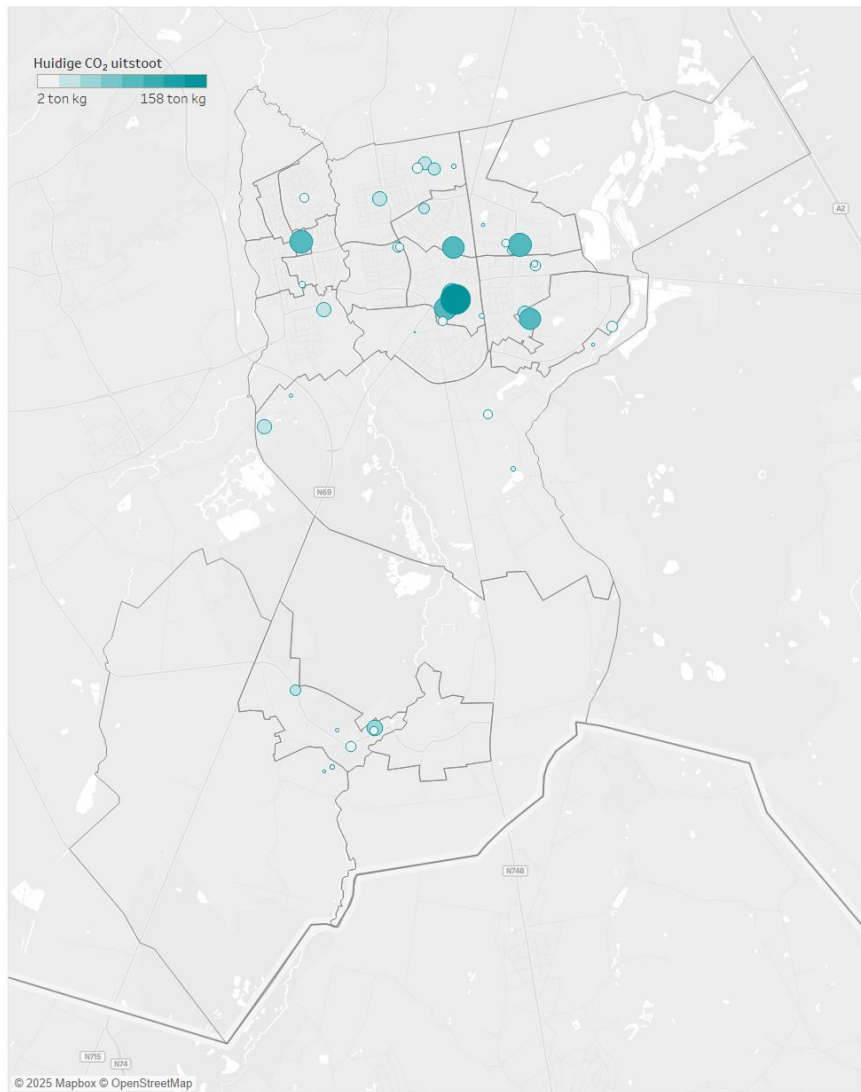 Huidige CO₂ uitstoot
2 ton kg 158 ton kg
A2
N69
N748
N715
N74
© 2025 Mapbox © OpenStreetMap